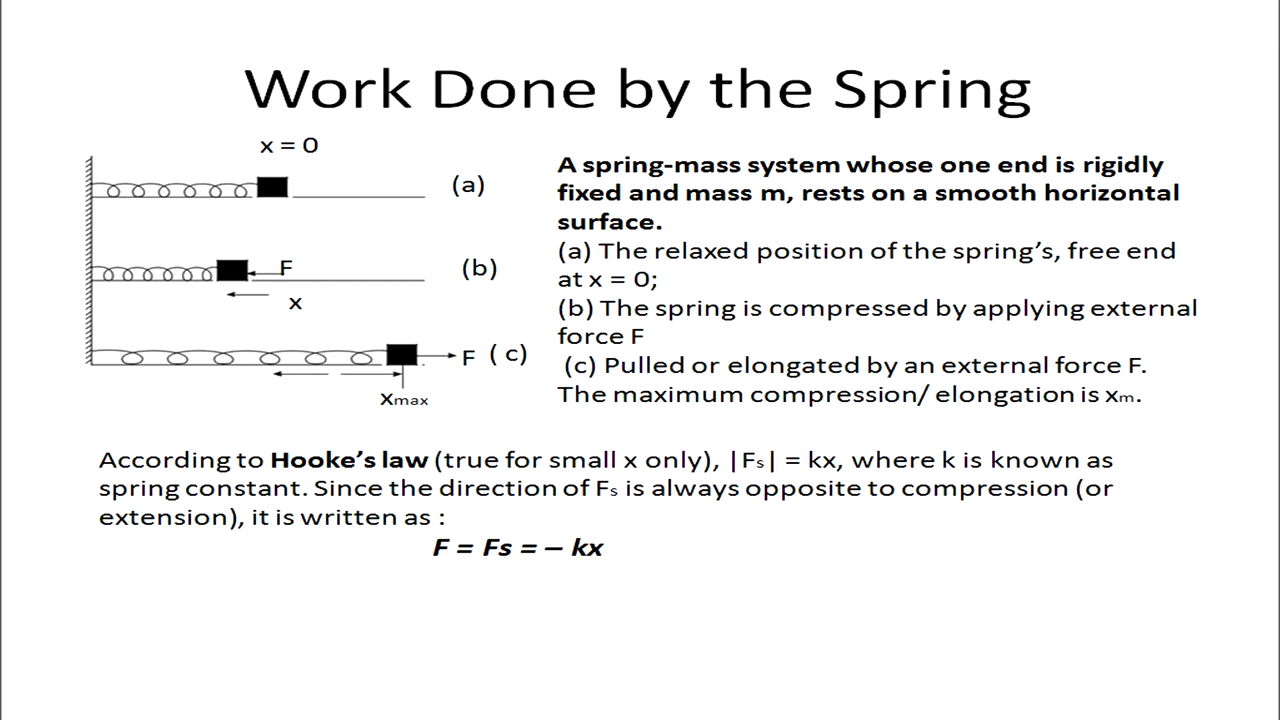 Work Done by the Spring
x = 0
(a)
F
(b)
x
F ( c)
xmax
A spring-mass system whose one end is rigidly
fixed and mass m, rests on a smooth horizontal
surface.
(a) The relaxed position of the spring’s, free end
at x = 0;
(b) The spring is compressed by applying external
force F
(c) Pulled or elongated by an external force F.
The maximum compression/ elongation is xm.
According to Hooke’s law (true for small x only), |Fs| = kx, where k is known as
spring constant. Since the direction of Fs is always opposite to compression (or
extension), it is written as :
F = Fs = – kx